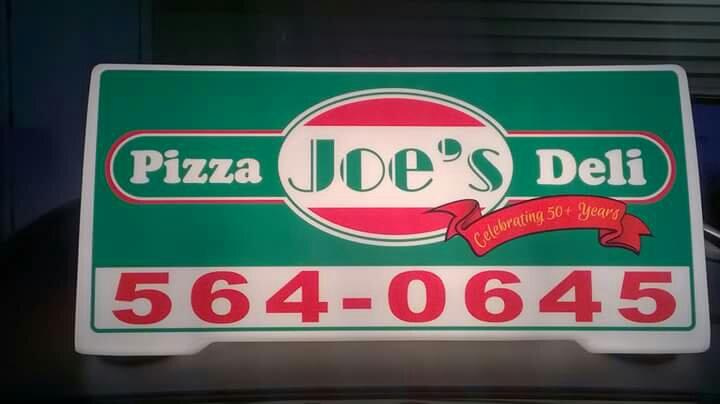 Pizza Joe's Deli
Celebrating 50+ Years
564-0645